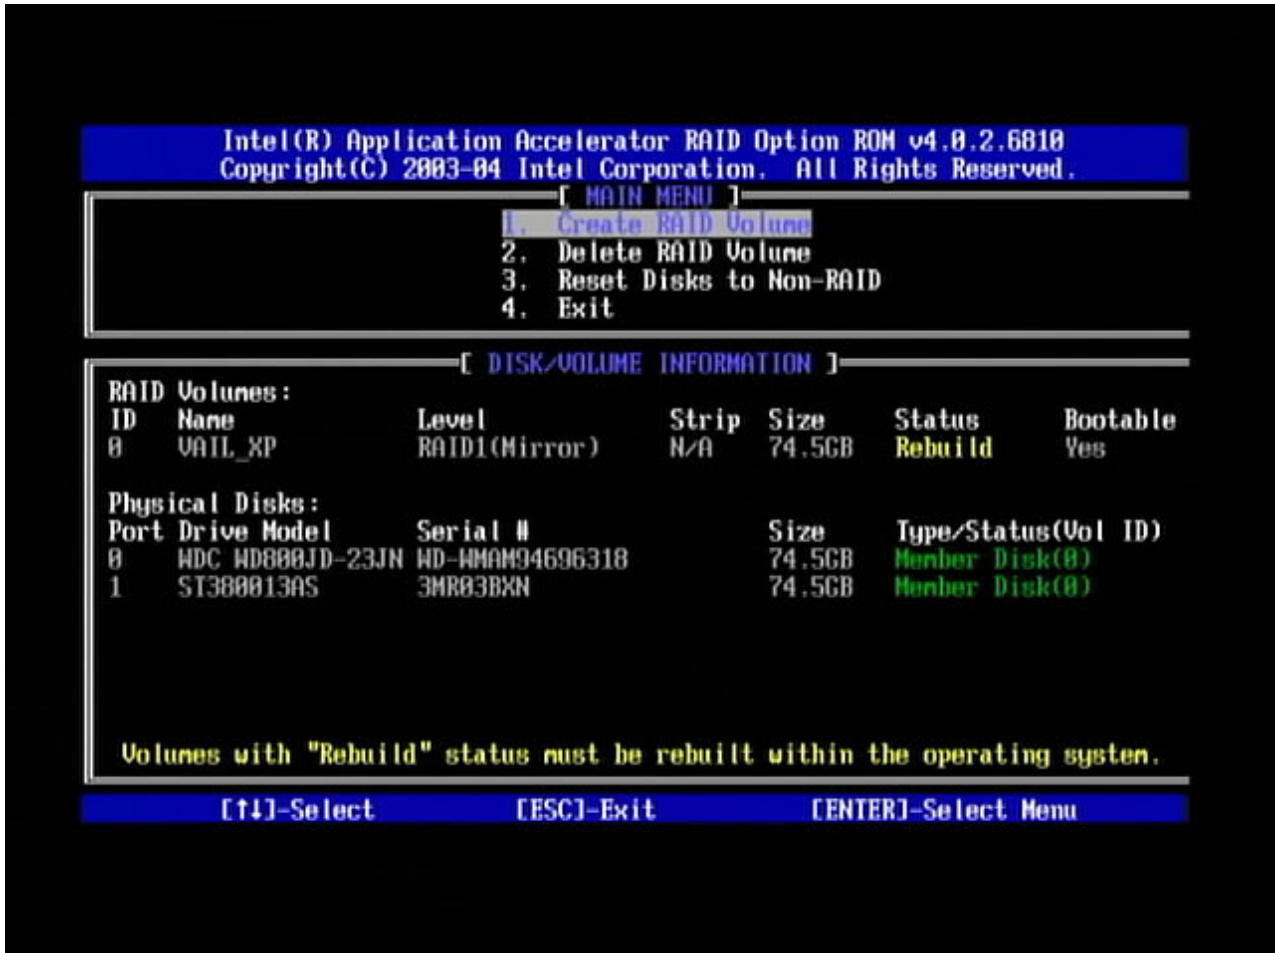 Intel(R) Application Accelerator RAID Option ROM v4.0.2.6810
Copyright(C) 2003-04 Intel Corporation. All Rights Reserved.
[ MAIN MENU ]
1. Create RAID Volume
2. Delete RAID Volume
3. Reset Disks to Non-RAID
4. Exit
[ DISK/VOLUME INFORMATION ]
RAID Volumes:
ID Name Level Strip Size Status Bootable
0 VAIL_XP RAID1(Mirror) N/A 74.5GB Rebuild Yes
Physical Disks:
Port Drive Model Serial # Size Type/Status(Vol ID)
0 WDC WD800JD-23JN WD-WMAM94696318 74.5GB Member Disk(0)
1 ST380013AS 3MR03BXN 74.5GB Member Disk(0)
Volumes with "Rebuild" status must be rebuilt within the operating system.
[↑↓]-Select [ESC]-Exit [ENTER]-Select Menu